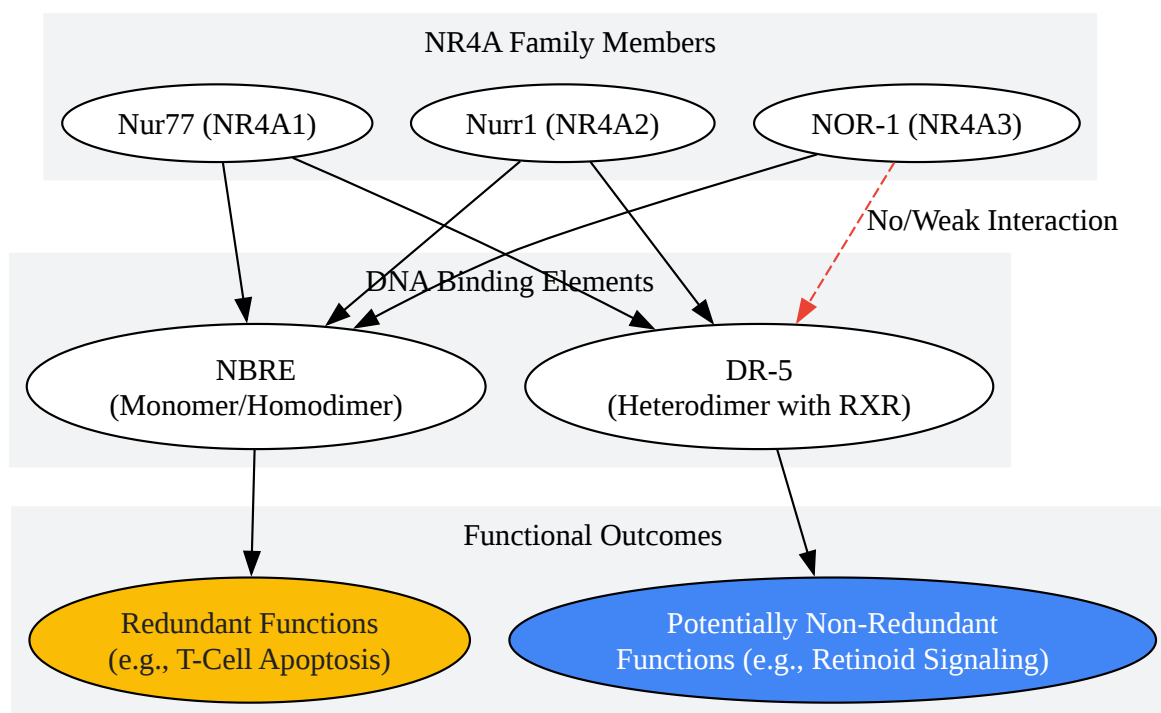 NR4A Family Members
Nur77 (NR4A1)
Nurr1 (NR4A2)
NOR-1 (NR4A3)
No/Weak Interaction
DNA Binding Elements
NBRE
(Monomer/Homodimer)
DR-5
(Heterodimer with RXR)
Functional Outcomes
Redundant Functions
(e.g., T-Cell Apoptosis)
Potentially Non-Redundant
Functions (e.g., Retinoid Signaling)